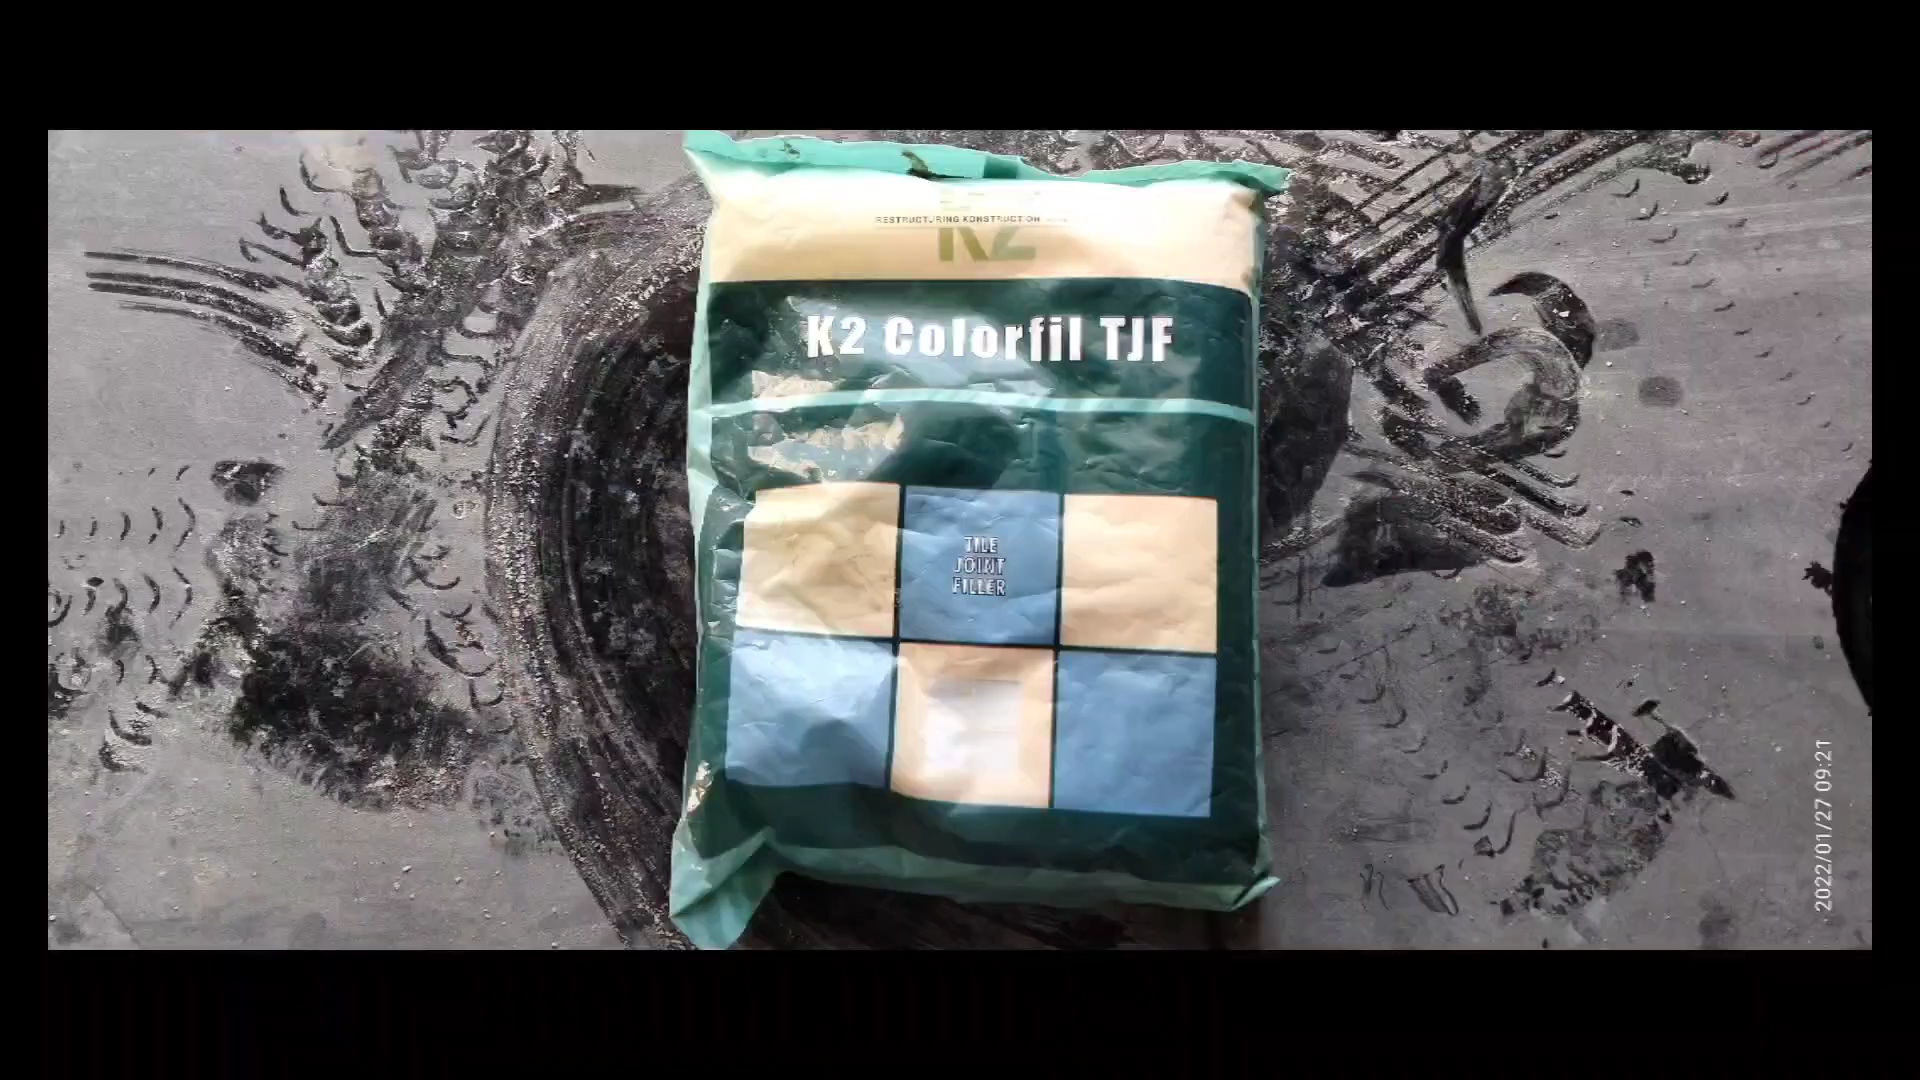 RESTRUCTURING KONSTRUCTION
K2
K2 Colorfil TJF
TILE
JOINT
FILLER
2022/01/27 09:21